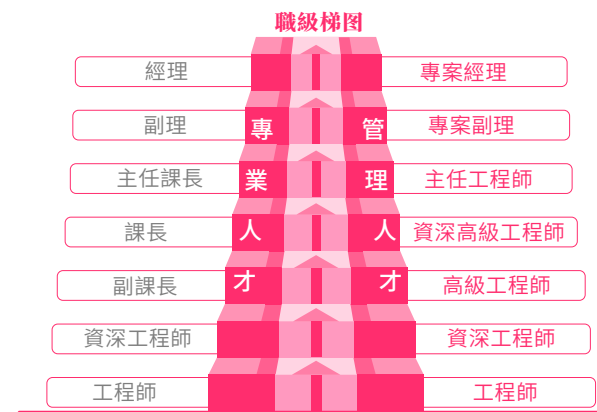 職級梯图
經理
專案經理
副理
專
管
專案副理
主任課長
業
理
主任工程師
課長
人
人
資深高級工程師
副課長
才
才
高級工程師
資深工程師
資深工程師
工程師
工程師